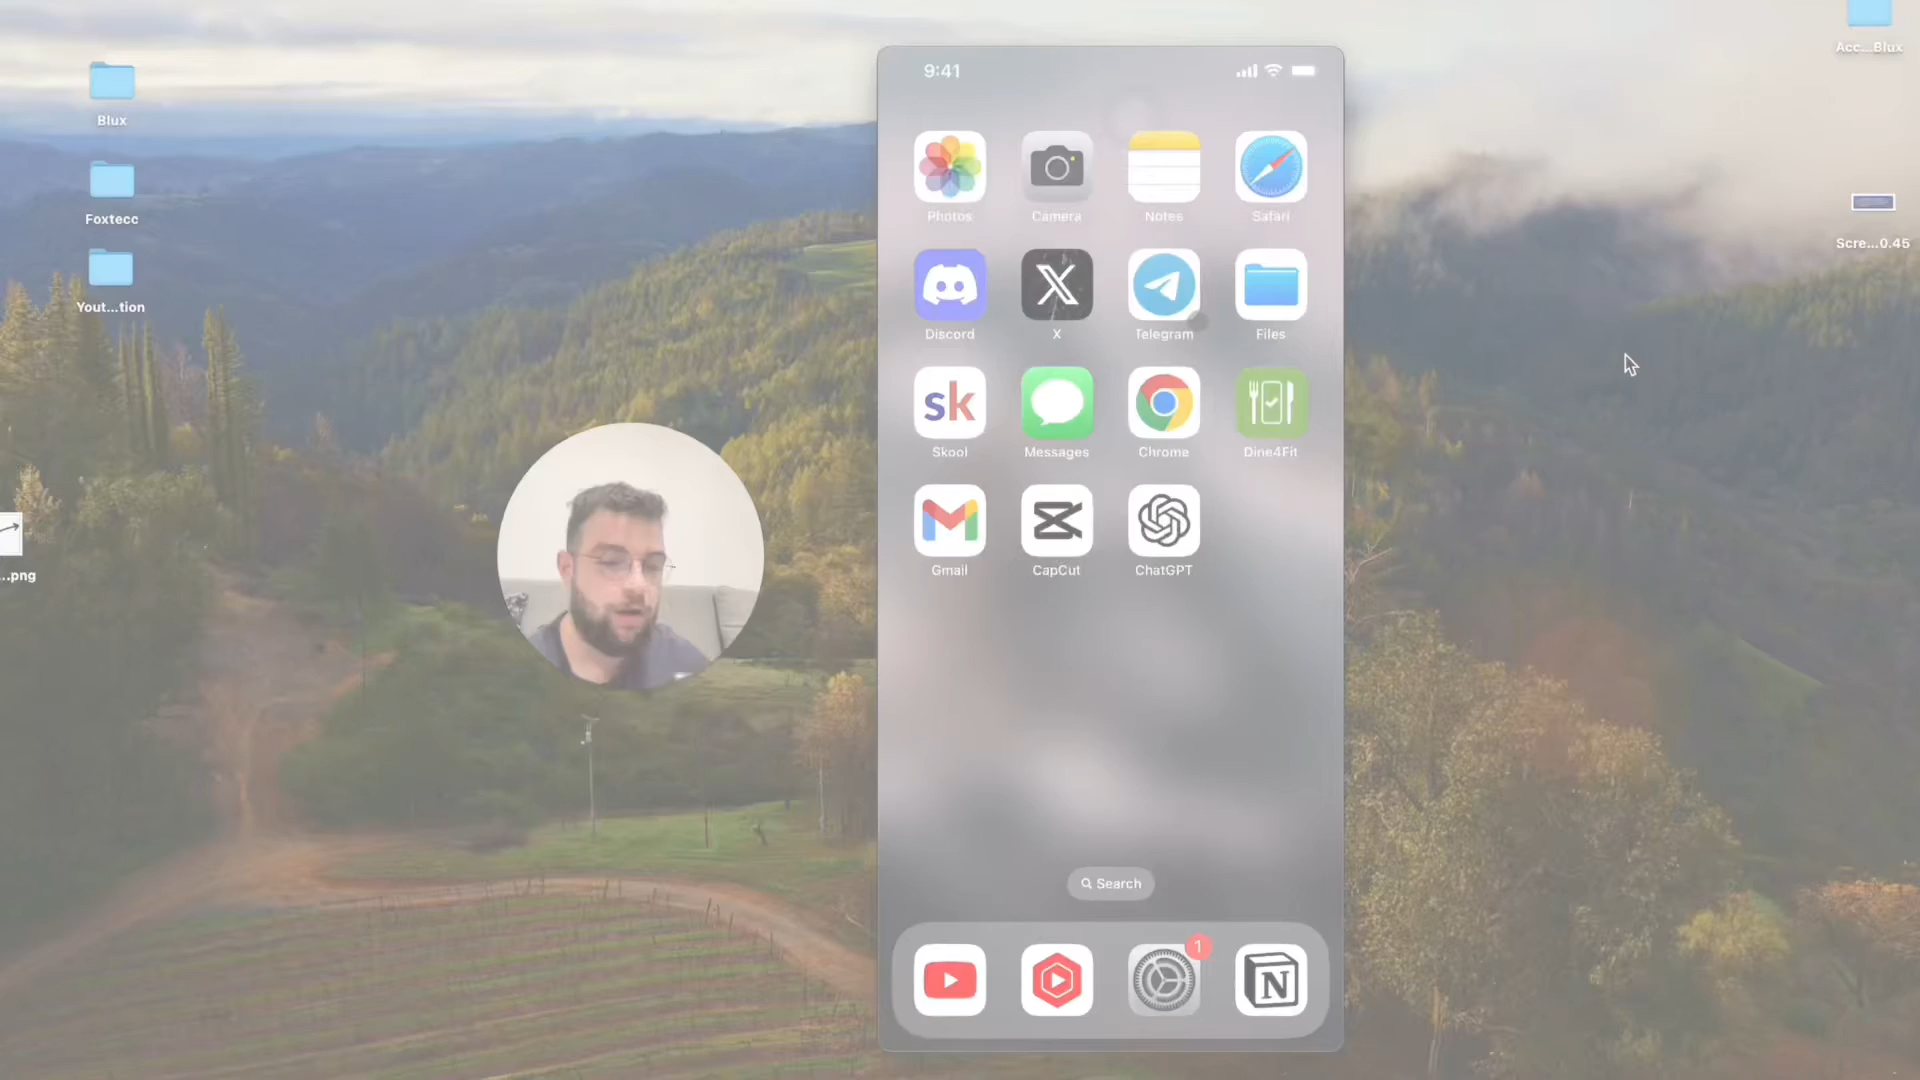 Blux
Foxtecc
Yout...tion
...png
9:41
Photos
Camera
Notes
Safari
Discord
X
Telegram
Files
sk
Skool
Messages
Chrome
Dine4Fit
Gmail
CapCut
ChatGPT
Search
1
N
Acc...Blux
Scre...0.45